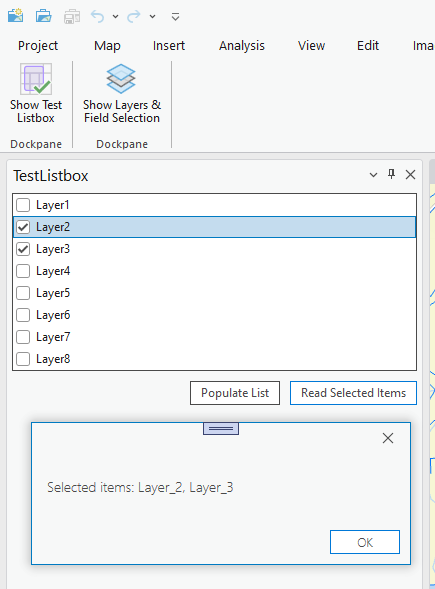 Project Map Insert Analysis View Edit Ima
Show Test
Listbox
Show Layers &
Field Selection
Dockpane
Dockpane
TestListbox
Layer1
Layer2
Layer3
Layer4
Layer5
Layer6
Layer7
Layer8
Populate List Read Selected Items
Selected items: Layer_2, Layer_3
OK